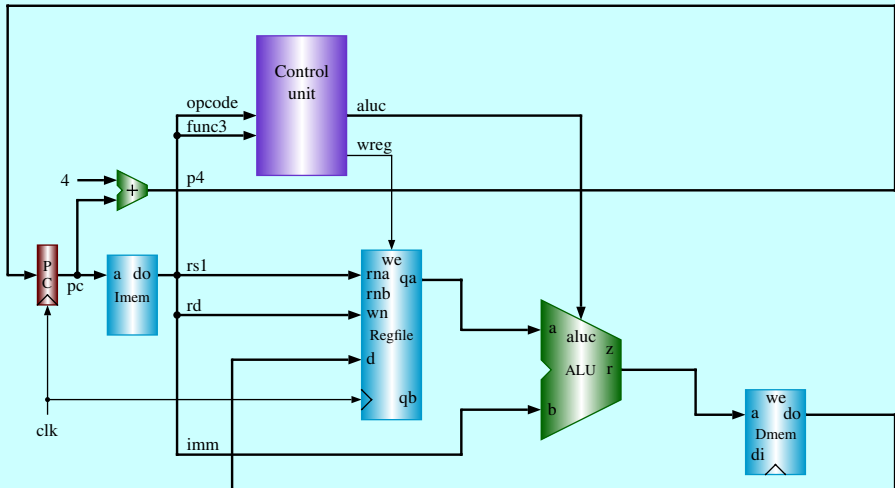 Control
unit
opcode
func3
aluc
wreg
4
+
p4
P
C
pc
a do
Imem
rs1
rd
we
rna qa
rnb
wn
Regfile
d
qb
clk
imm
a
aluc
z
ALU r
b
we
a do
Dmem
di